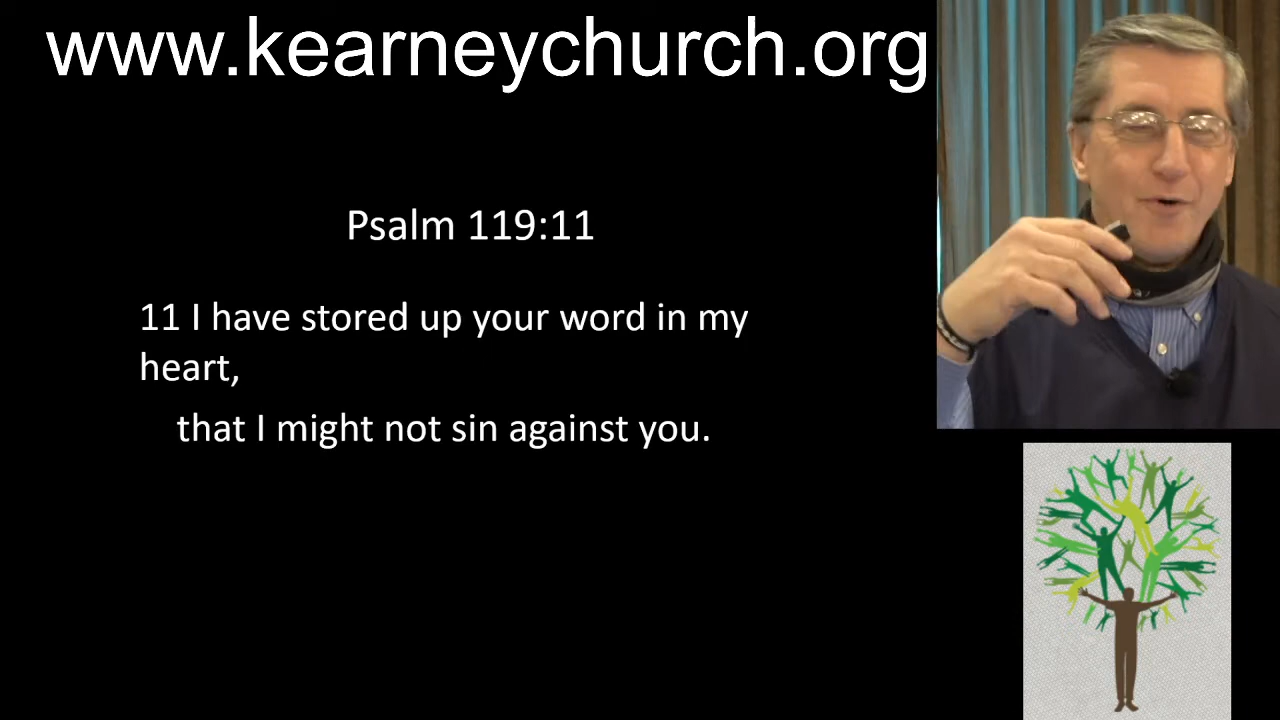 www.kearneychurch.org
Psalm 119:11
11 I have stored up your word in my
heart,
that I might not sin against you.